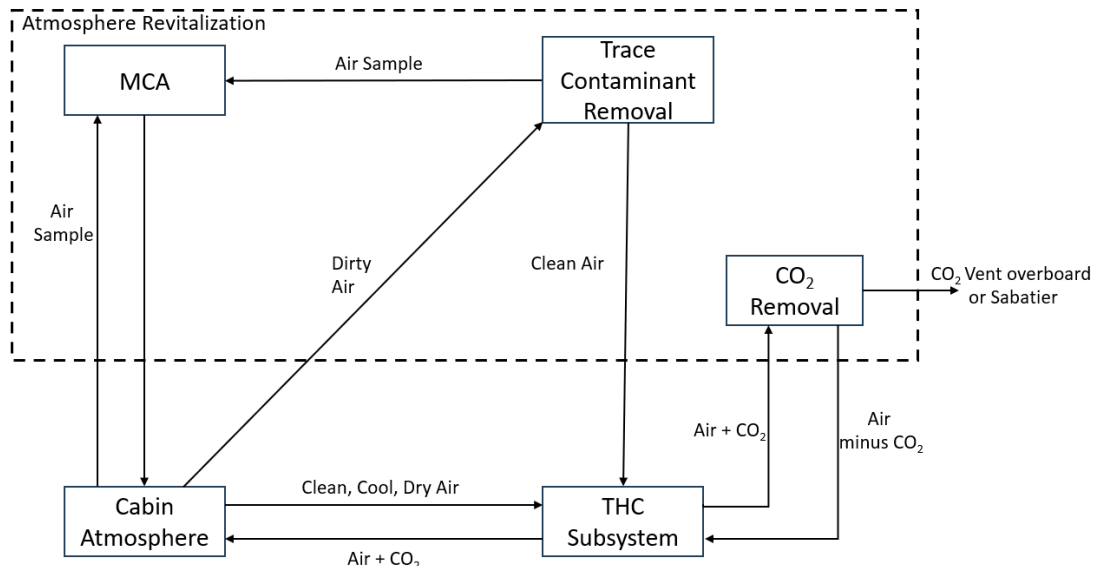 Atmosphere Revitalization
MCA
Air Sample
Trace
Contaminant
Removal
Air
Sample
Dirty
Air
Clean Air
CO₂
Removal
CO₂ Vent overboard
or Sabatier
Air + CO₂
Air
minus CO₂
Cabin
Atmosphere
Clean, Cool, Dry Air
Air + CO₂
THC
Subsystem